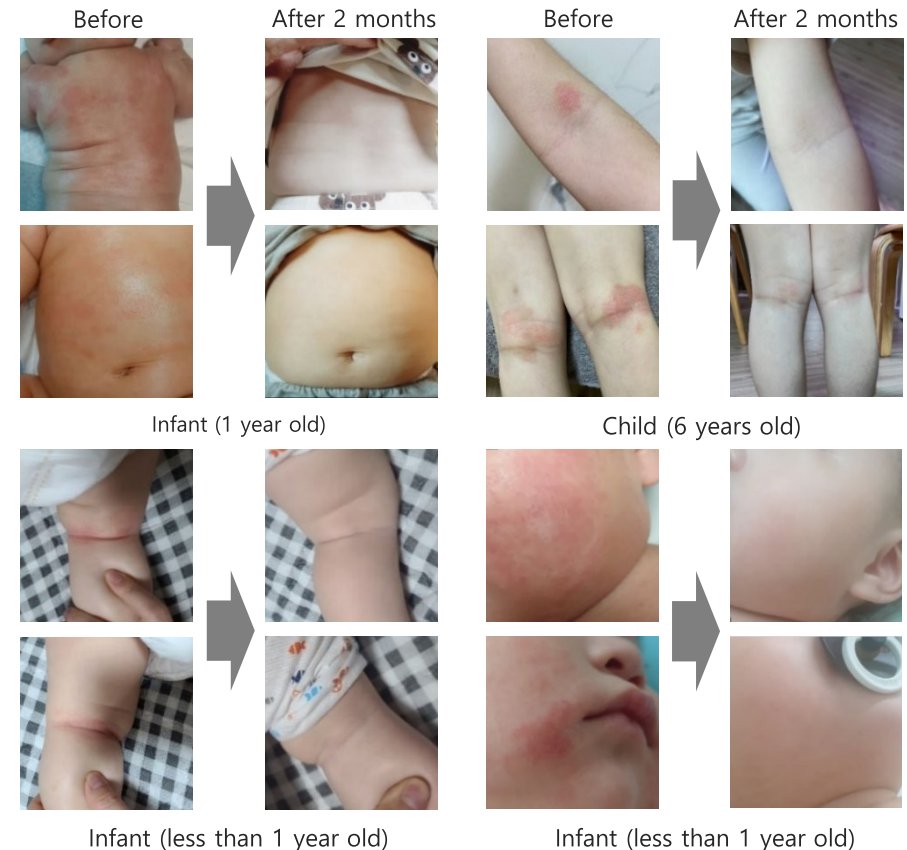 Before
After 2 months
Before
After 2 months
Infant (1 year old)
Child (6 years old)
Infant (less than 1 year old)
Infant (less than 1 year old)